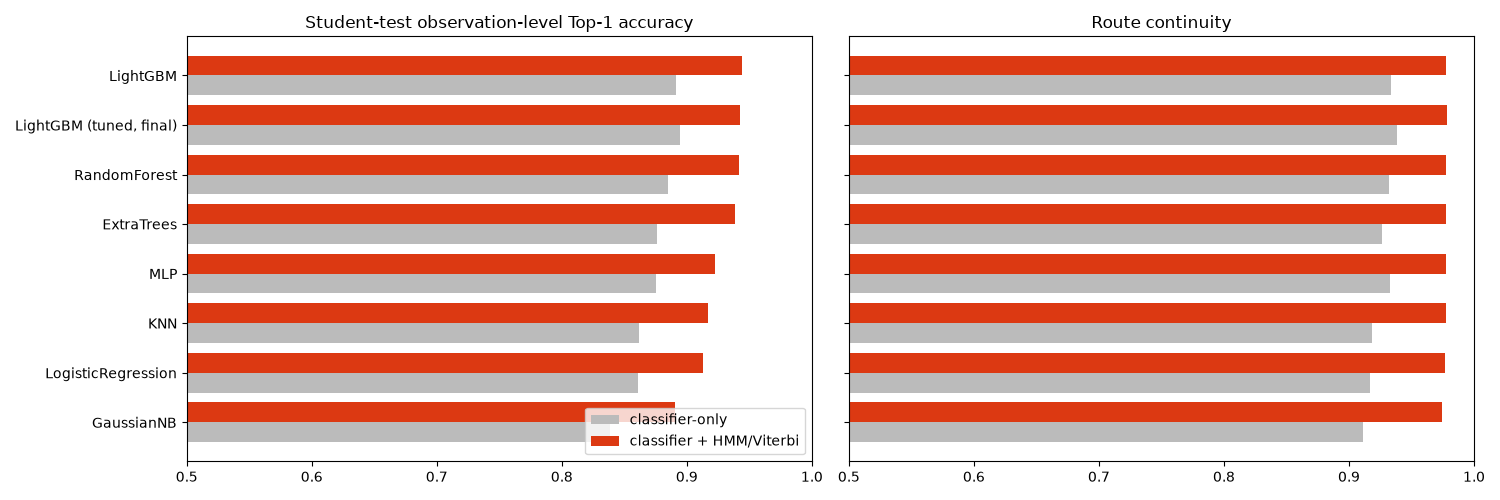 Student-test observation-level Top-1 accuracy
Route continuity
LightGBM
LightGBM (tuned, final)
RandomForest
ExtraTrees
MLP
KNN
LogisticRegression
GaussianNB
classifier-only
classifier + HMM/Viterbi
0.5 0.6 0.7 0.8 0.9 1.0
0.5 0.6 0.7 0.8 0.9 1.0